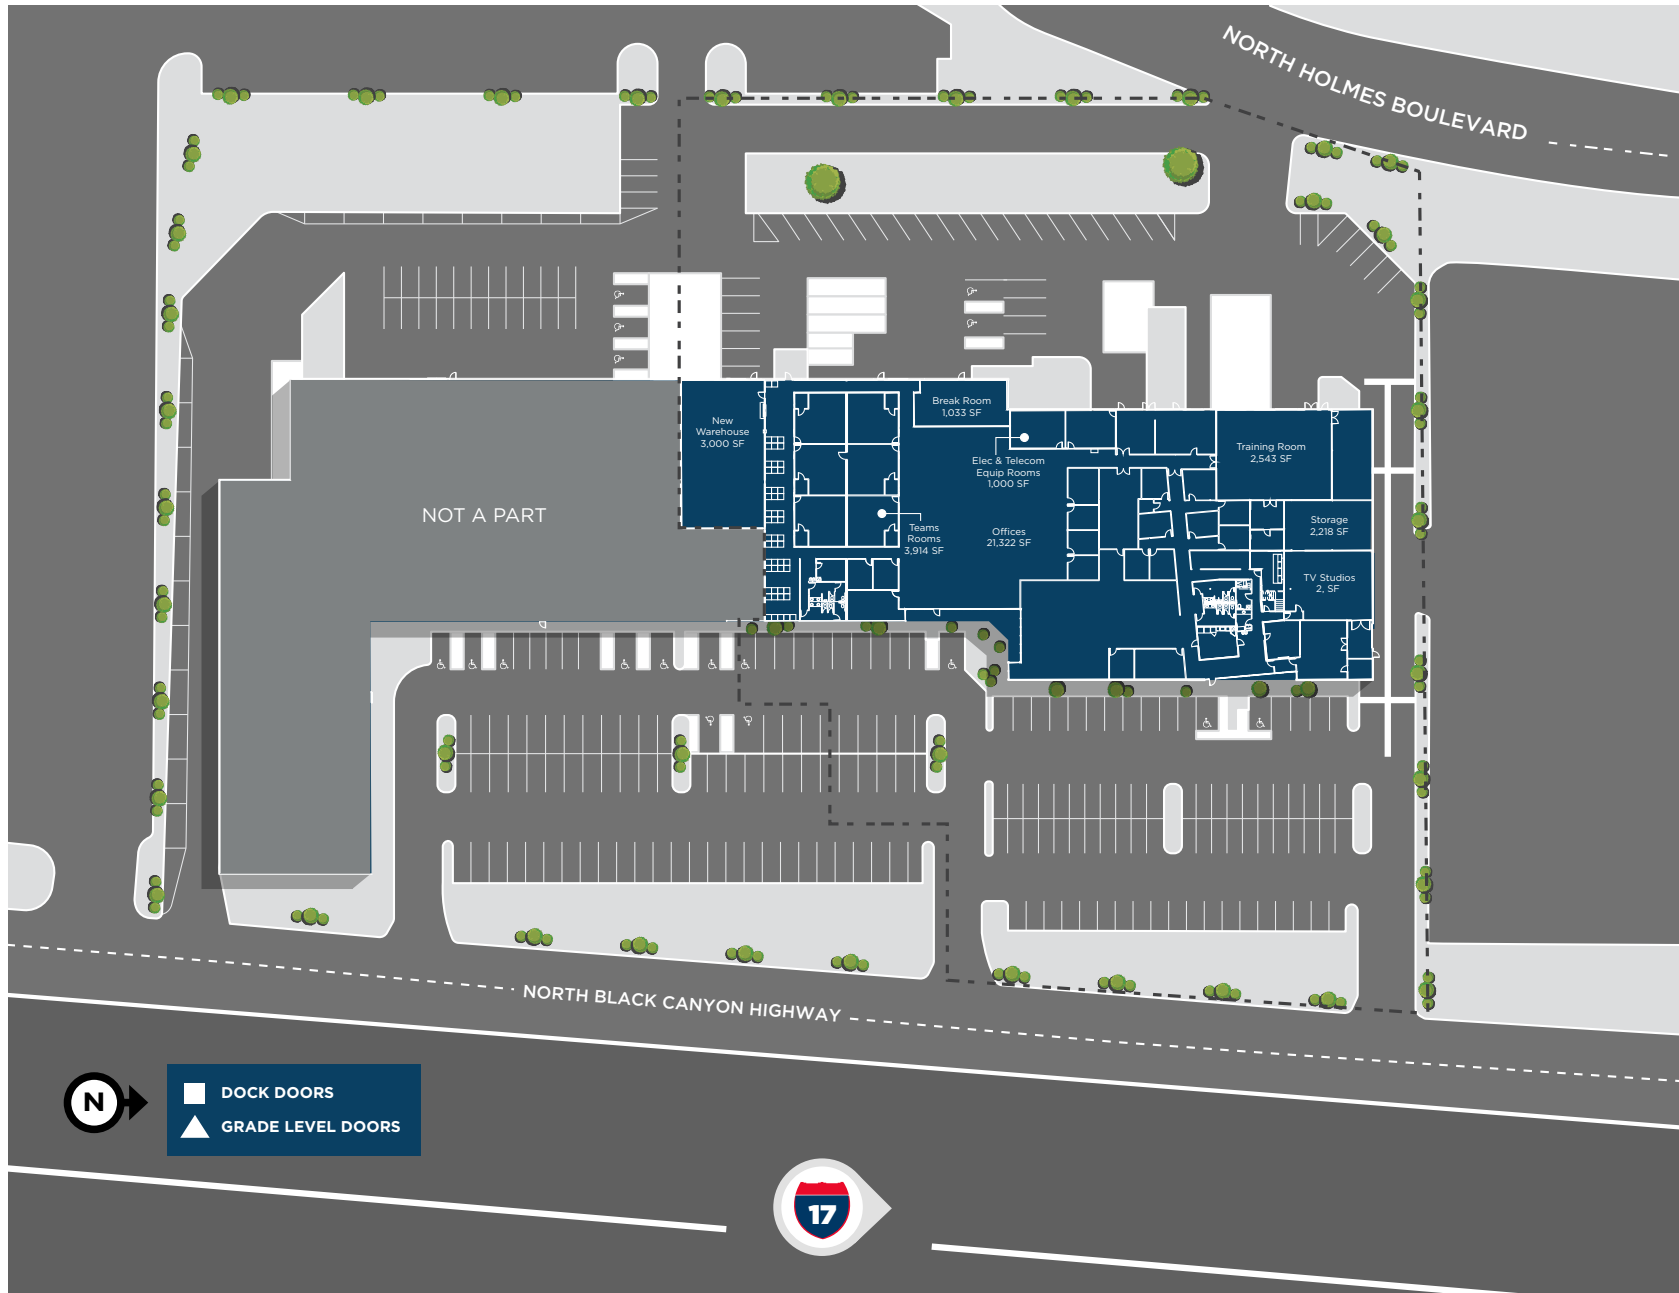 NORTH HOLMES BOULEVARD
Break Room
1,033 SF
New
Warehouse
3,000 SF
Training Room
2,543 SF
Elec & Telecom
Equip Rooms
1,000 SF
NOT A PART
Teams
Rooms
3,914 SF
Offices
21,322 SF
Storage
2,218 SF
TV Studios
2, SF
NORTH BLACK CANYON HIGHWAY
N
DOCK DOORS
GRADE LEVEL DOORS
17